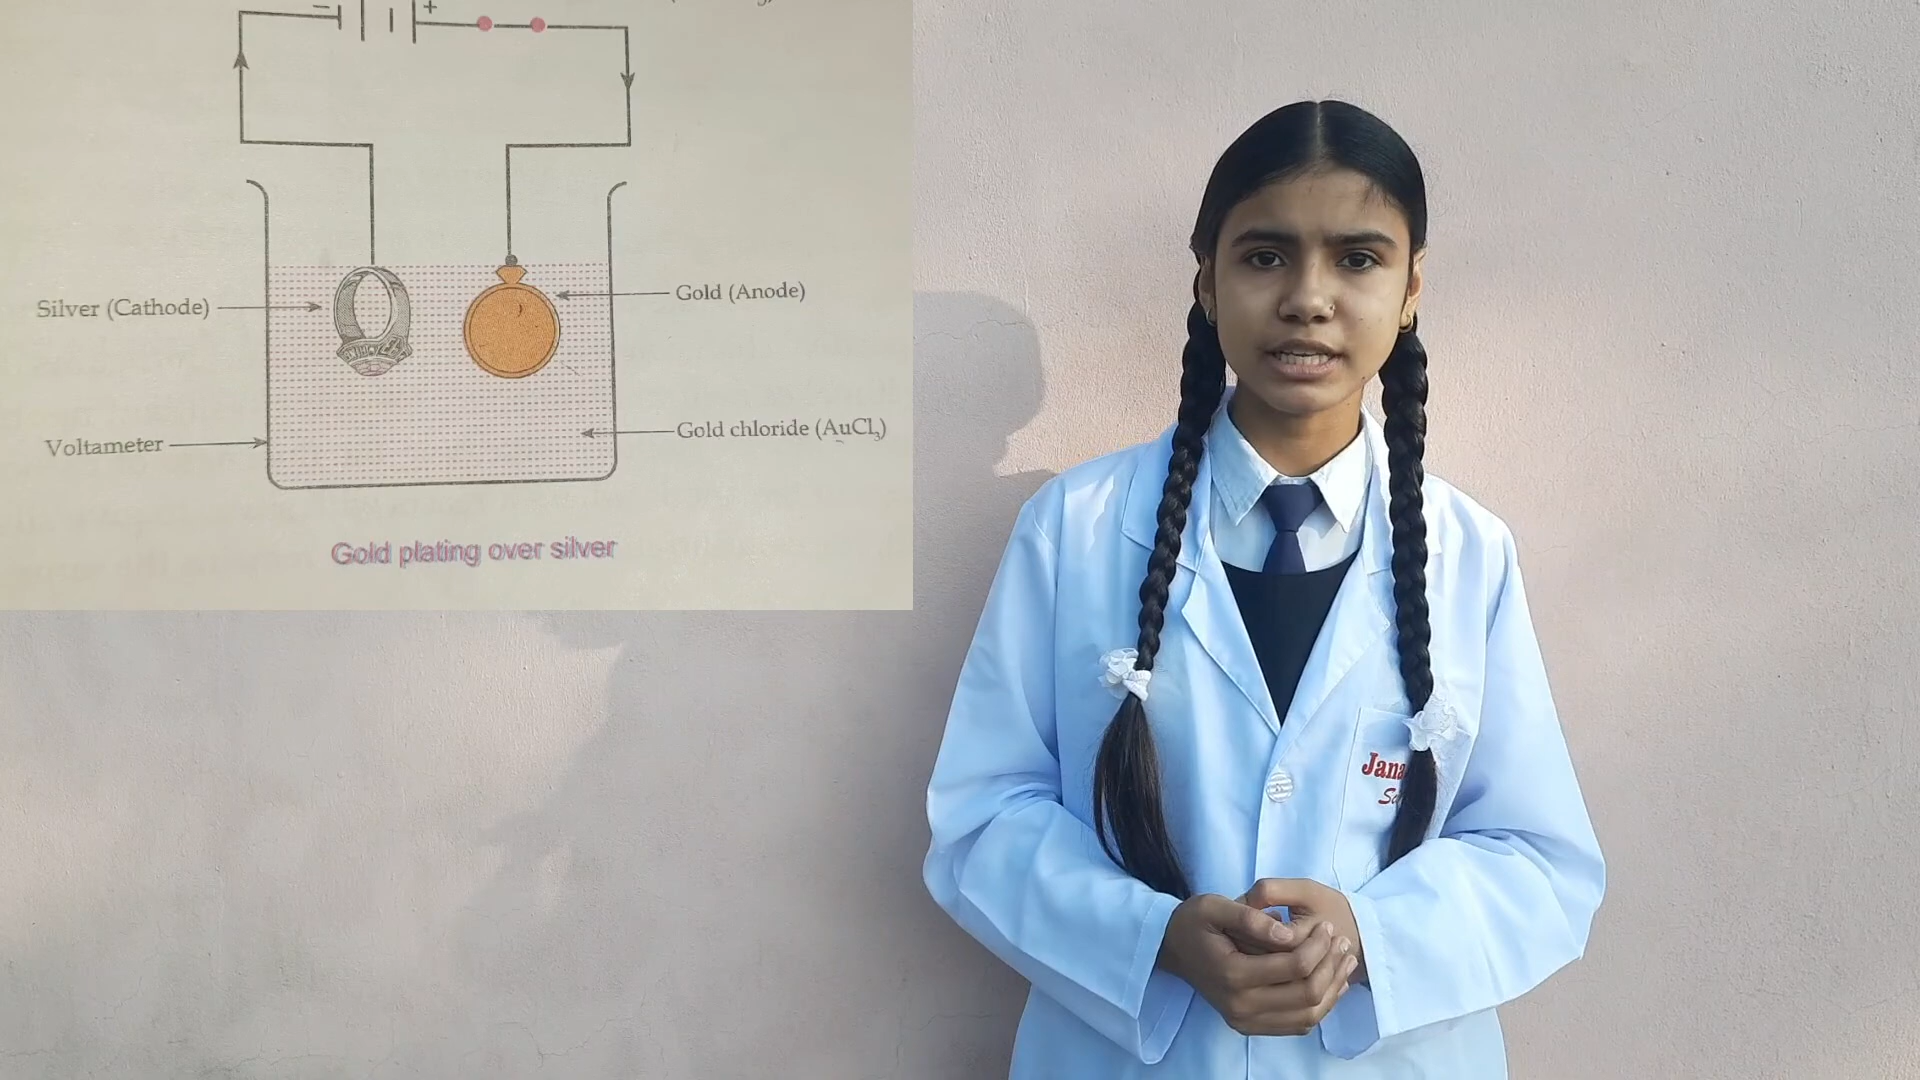 − +
Silver (Cathode)
Gold (Anode)
Gold chloride (AuCl₃)
Voltameter
Gold plating over silver
Jana